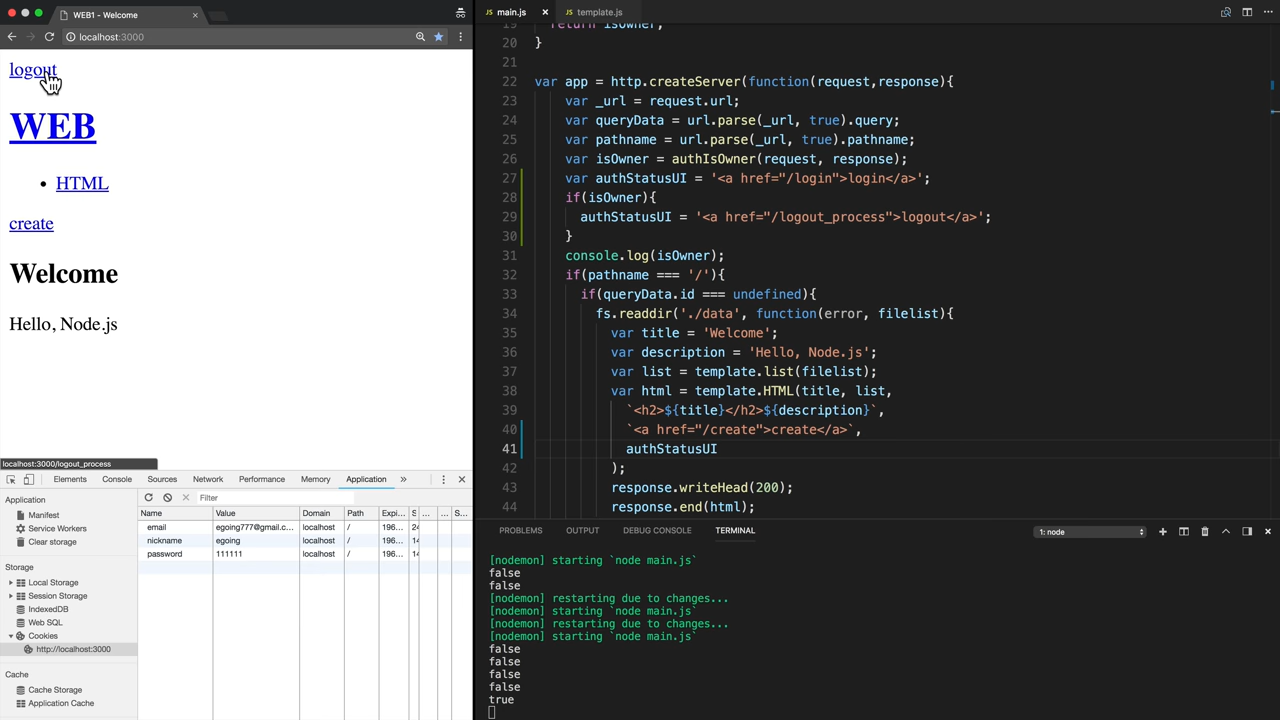 WEB1 - Welcome
localhost:3000
logout
WEB
• HTML
create
Welcome
Hello, Node.js
localhost:3000/logout_process
Elements Console Sources Network Performance Memory Application »
Application
Manifest
Service Workers
Clear storage
Storage
Local Storage
Session Storage
IndexedDB
Web SQL
Cookies
http://localhost:3000
Cache
Cache Storage
Application Cache
Filter
Name Value Domain Path Expi... S ... ... S...
email egoing777@gmail.c... localhost / 196...
nickname egoing localhost / 196...
password 111111 localhost / 196...
main.js template.js
19 return isOwner;
20 }
21
22 var app = http.createServer(function(request,response){
23 var _url = request.url;
24 var queryData = url.parse(_url, true).query;
25 var pathname = url.parse(_url, true).pathname;
26 var isOwner = authIsOwner(request, response);
27 var authStatusUI = '<a href="/login">login</a>';
28 if(isOwner){
29 authStatusUI = '<a href="/logout_process">logout</a>';
30 }
31 console.log(isOwner);
32 if(pathname === '/'){
33 if(queryData.id === undefined){
34 fs.readdir('./data', function(error, filelist){
35 var title = 'Welcome';
36 var description = 'Hello, Node.js';
37 var list = template.list(filelist);
38 var html = template.HTML(title, list,
39 `<h2>${title}</h2>${description}`,
40 `<a href="/create">create</a>`,
41 authStatusUI
42 );
43 response.writeHead(200);
44 response.end(html);
PROBLEMS OUTPUT DEBUG CONSOLE TERMINAL 1: node
[nodemon] starting `node main.js`
false
false
[nodemon] restarting due to changes...
[nodemon] starting `node main.js`
[nodemon] restarting due to changes...
[nodemon] starting `node main.js`
false
false
false
false
true